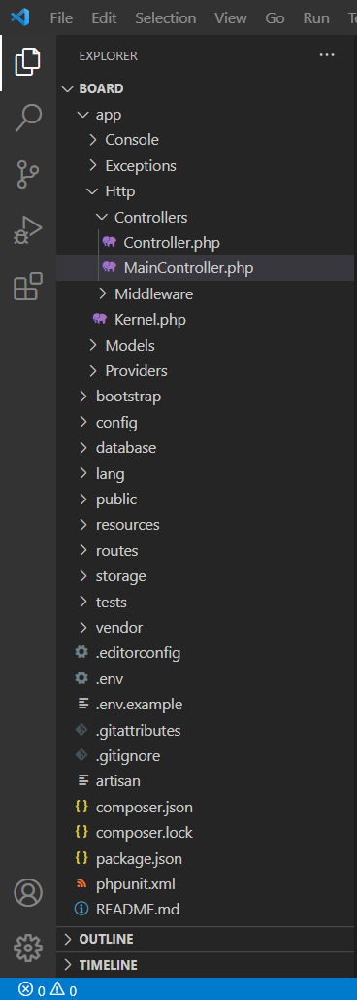 File Edit Selection View Go Run
EXPLORER
BOARD
app
Console
Exceptions
Http
Controllers
Controller.php
MainController.php
Middleware
Kernel.php
Models
Providers
bootstrap
config
database
lang
public
resources
routes
storage
tests
vendor
.editorconfig
.env
.env.example
.gitattributes
.gitignore
artisan
composer.json
composer.lock
package.json
phpunit.xml
README.md
OUTLINE
TIMELINE
0 0